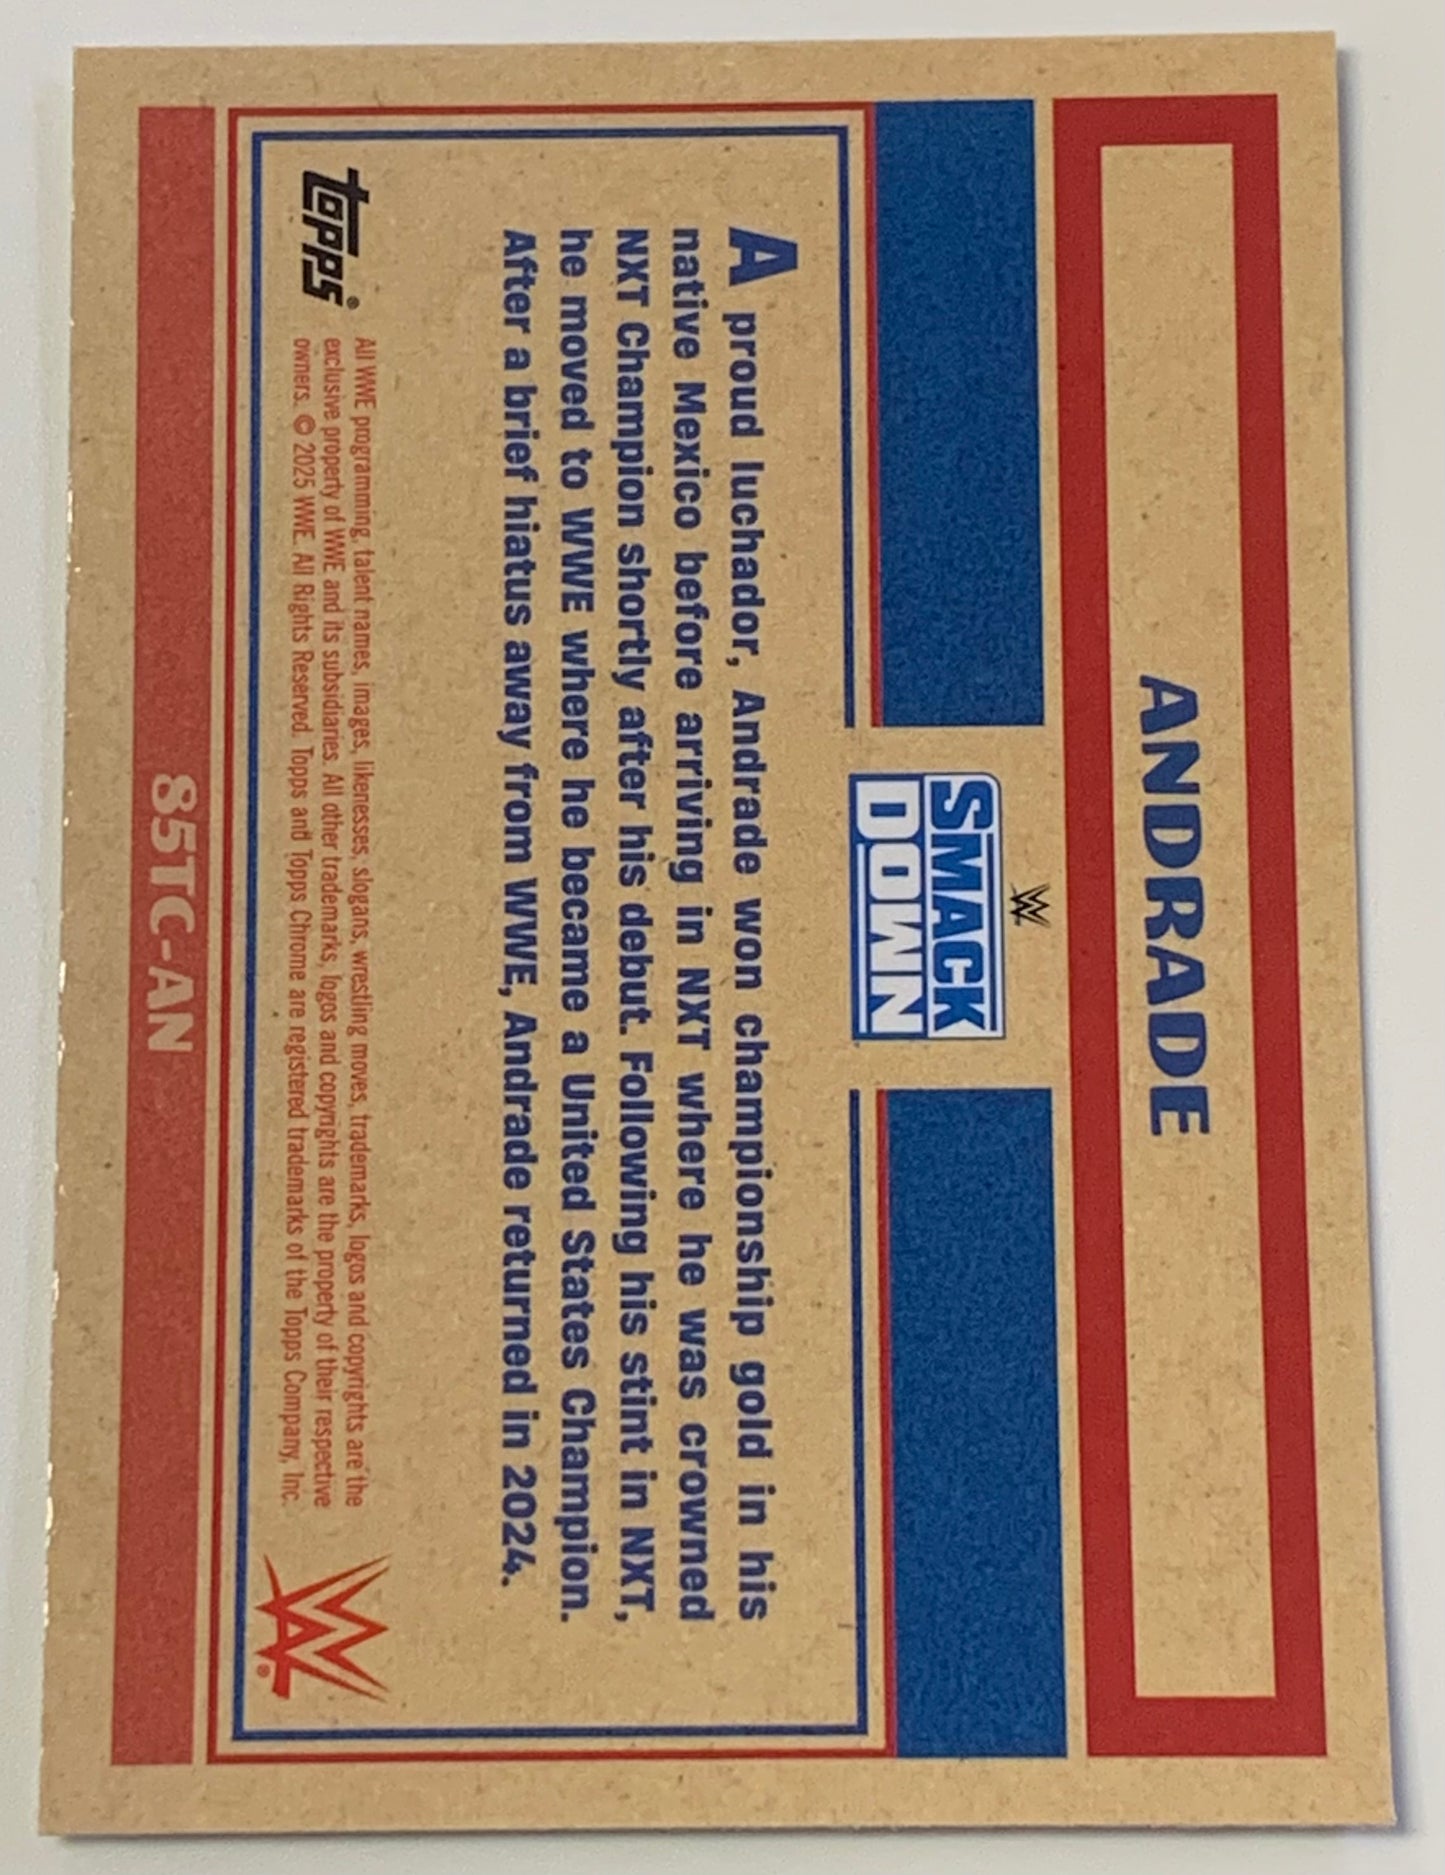 ANDRADE
W
SMACK
DOWN
A proud luchador, Andrade won championship gold in his
native Mexico before arriving in NXT where he was crowned
NXT Champion shortly after his debut. Following his stint in NXT,
he moved to WWE where he became a United States Champion.
After a brief hiatus away from WWE, Andrade returned in 2024.
topps®
All WWE programming, talent names, images, likenesses, slogans, wrestling moves, trademarks, logos and copyrights are the
exclusive property of WWE and its subsidiaries. All other trademarks, logos and copyrights are the property of their respective
owners. © 2025 WWE. All Rights Reserved. Topps and Topps Chrome are registered trademarks of the Topps Company, Inc.
W®
85TC-AN